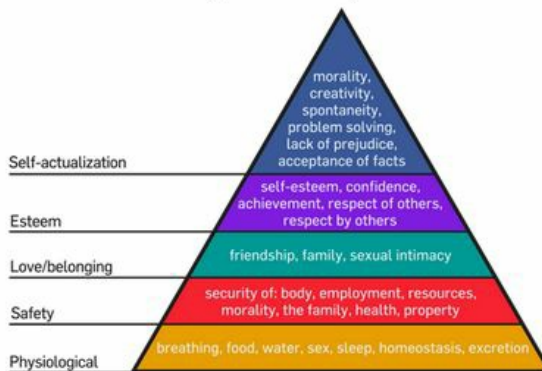 morality,
creativity,
spontaneity,
problem solving,
lack of prejudice,
acceptance of facts
Self-actualization
self-esteem, confidence,
achievement, respect of others,
respect by others
Esteem
friendship, family, sexual intimacy
Love/belonging
security of: body, employment, resources,
morality, the family, health, property
Safety
breathing, food, water, sex, sleep, homeostasis, excretion
Physiological